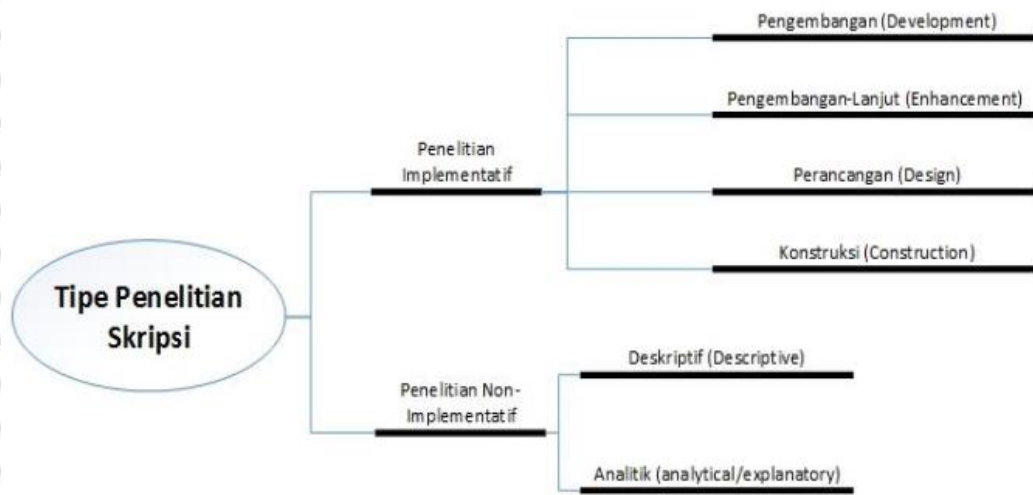 Tipe Penelitian
Skripsi
Penelitian
Implementatif
Pengembangan (Development)
Pengembangan-Lanjut (Enhancement)
Perancangan (Design)
Konstruksi (Construction)
Penelitian Non-
Implementatif
Deskriptif (Descriptive)
Analitik (analytical/explanatory)